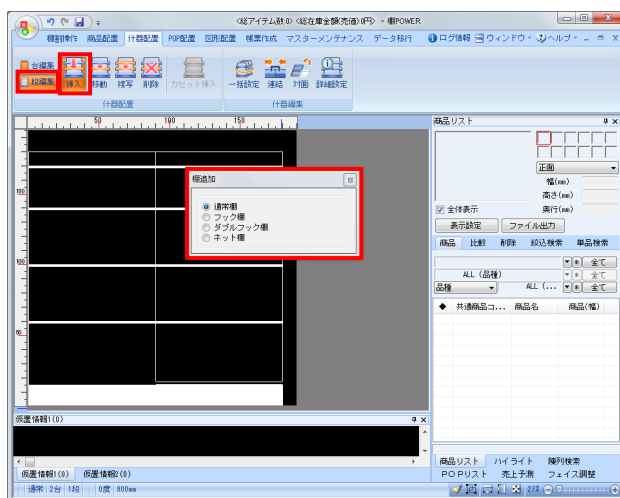 〈総アイテム数:0〉〈総在庫金額(売価):0円〉 - 棚POWER
棚割操作 商品配置 什器配置 POP配置 図形配置 帳票作成 マスターメンテナンス データ移行 ログ情報 ウィンドウ ヘルプ
台編集
段編集
挿入 移動 複写 削除 カセット挿入 一括設定 連結 対面 詳細設定
什器配置 什器編集
50 100 150
150
100
50
棚追加
通常棚
フック棚
ダブルフック棚
ネット棚
商品リスト
正面
幅(mm)
高さ(mm)
全体表示 奥行(mm)
表示設定 ファイル出力
商品 比較 削除 絞込検索 単品検索
全て
ALL (品種) 全て
品種 ALL (... 全て
◆ 共通商品コ... 商品名 商品(幅)
仮置情報1(0)
仮置情報1(0) 仮置情報2(0)
商品リスト ハイライト 陳列検索
POPリスト 売上予測 フェイス調整
通常 2台 1段 0度 900mm 27%